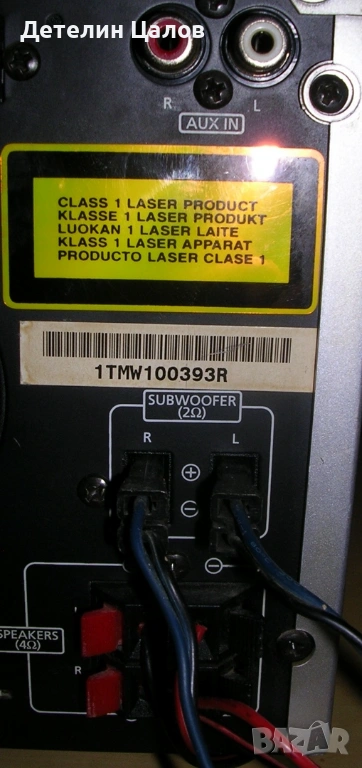 Детелин Цалов
R L
AUX IN
CLASS 1 LASER PRODUCT
KLASSE 1 LASER PRODUKT
LUOKAN 1 LASER LAITE
KLASS 1 LASER APPARAT
PRODUCTO LASER CLASE 1
1TMW100393R
SUBWOOFER
(2Ω)
R L
+
−
−
SPEAKERS
(4Ω)
R
BAZAR